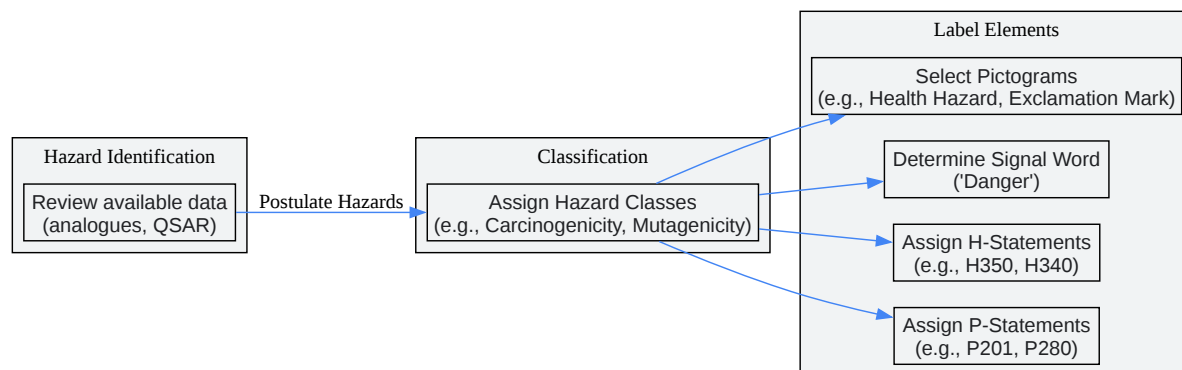 Hazard Identification
Review available data
(analogues, QSAR)
Postulate Hazards
Classification
Assign Hazard Classes
(e.g., Carcinogenicity, Mutagenicity)
Label Elements
Select Pictograms
(e.g., Health Hazard, Exclamation Mark)
Determine Signal Word
('Danger')
Assign H-Statements
(e.g., H350, H340)
Assign P-Statements
(e.g., P201, P280)